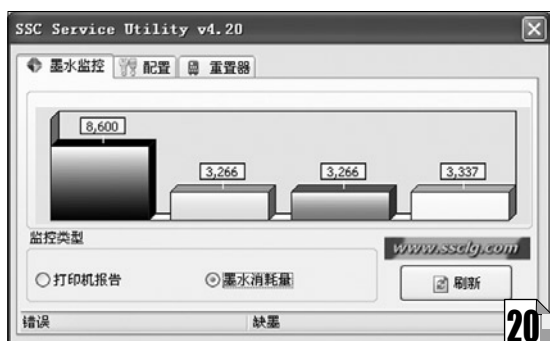 SSC Service Utility v4.20
墨水监控 配置 重置器
8,600
3,266 3,266 3,337
监控类型
www.ssclg.com
打印机报告 墨水消耗量 刷新
错误 缺墨
20